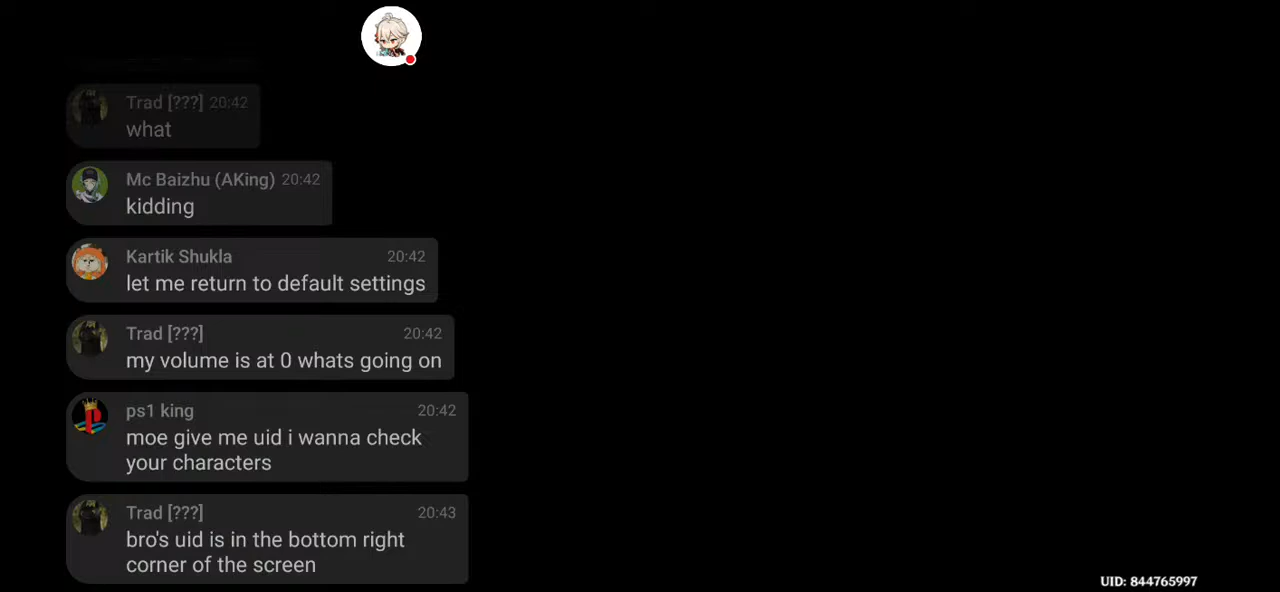 Trad [???] 20:42
what
Mc Baizhu (AKing) 20:42
kidding
Kartik Shukla 20:42
let me return to default settings
Trad [???] 20:42
my volume is at 0 whats going on
ps1 king 20:42
moe give me uid i wanna check
your characters
Trad [???] 20:43
bro's uid is in the bottom right
corner of the screen
UID: 844765997